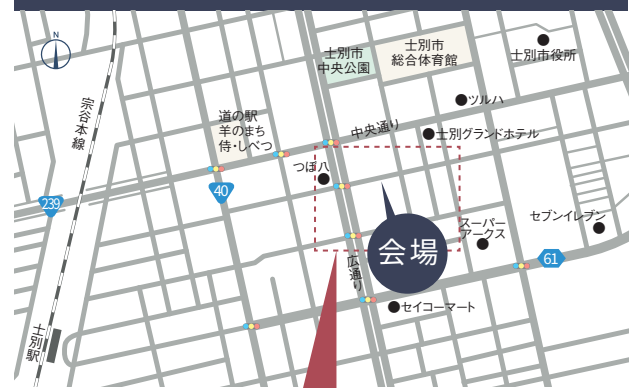 N
士別市
中央公園
士別市
総合体育館
士別市役所
ツルハ
宗谷本線
道の駅
羊のまち
侍・しべつ
中央通り
士別グランドホテル
つぼ八
239
40
会場
スーパー
アークス
セブンイレブン
広通り
61
セイコーマート
士別駅